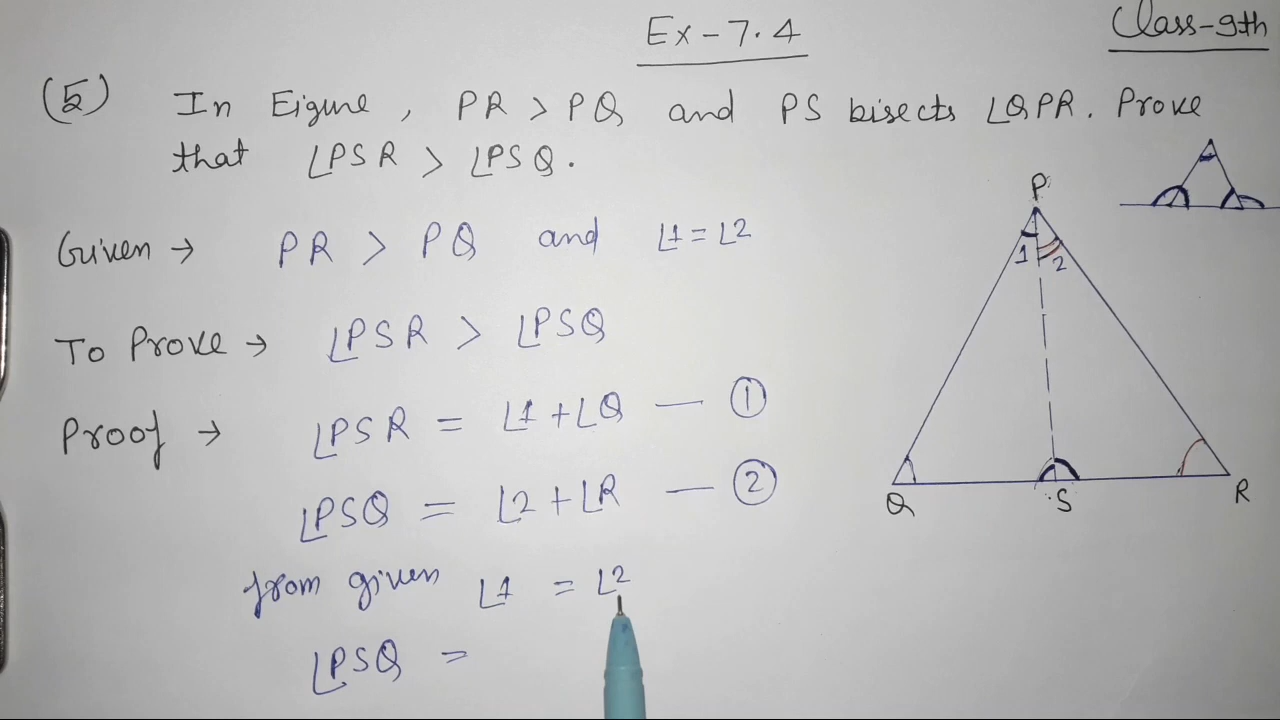 Ex-7.4
Class-9th
(5) In Eigure, PR > PQ and PS bisects ∠QPR. Prove
that ∠PSR > ∠PSQ.
Given → PR > PQ and ∠1 = ∠2
To Prove → ∠PSR > ∠PSQ
Proof → ∠PSR = ∠1 + ∠Q — ①
∠PSQ = ∠2 + ∠R — ②
from given ∠1 = ∠2
∠PSQ =
P
1
2
Q
S
R